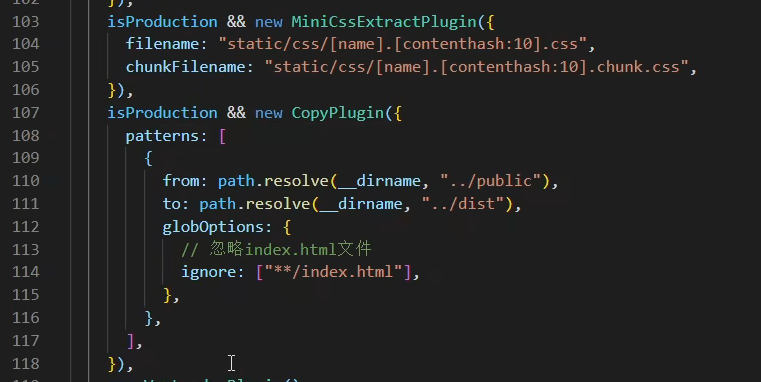 103 isProduction && new MiniCssExtractPlugin({
104 filename: "static/css/[name].[contenthash:10].css",
105 chunkFilename: "static/css/[name].[contenthash:10].chunk.css",
106 }),
107 isProduction && new CopyPlugin({
108 patterns: [
109 {
110 from: path.resolve(__dirname, "../public"),
111 to: path.resolve(__dirname, "../dist"),
112 globOptions: {
113 // 忽略index.html文件
114 ignore: ["**/index.html"],
115 },
116 },
117 ],
118 }),